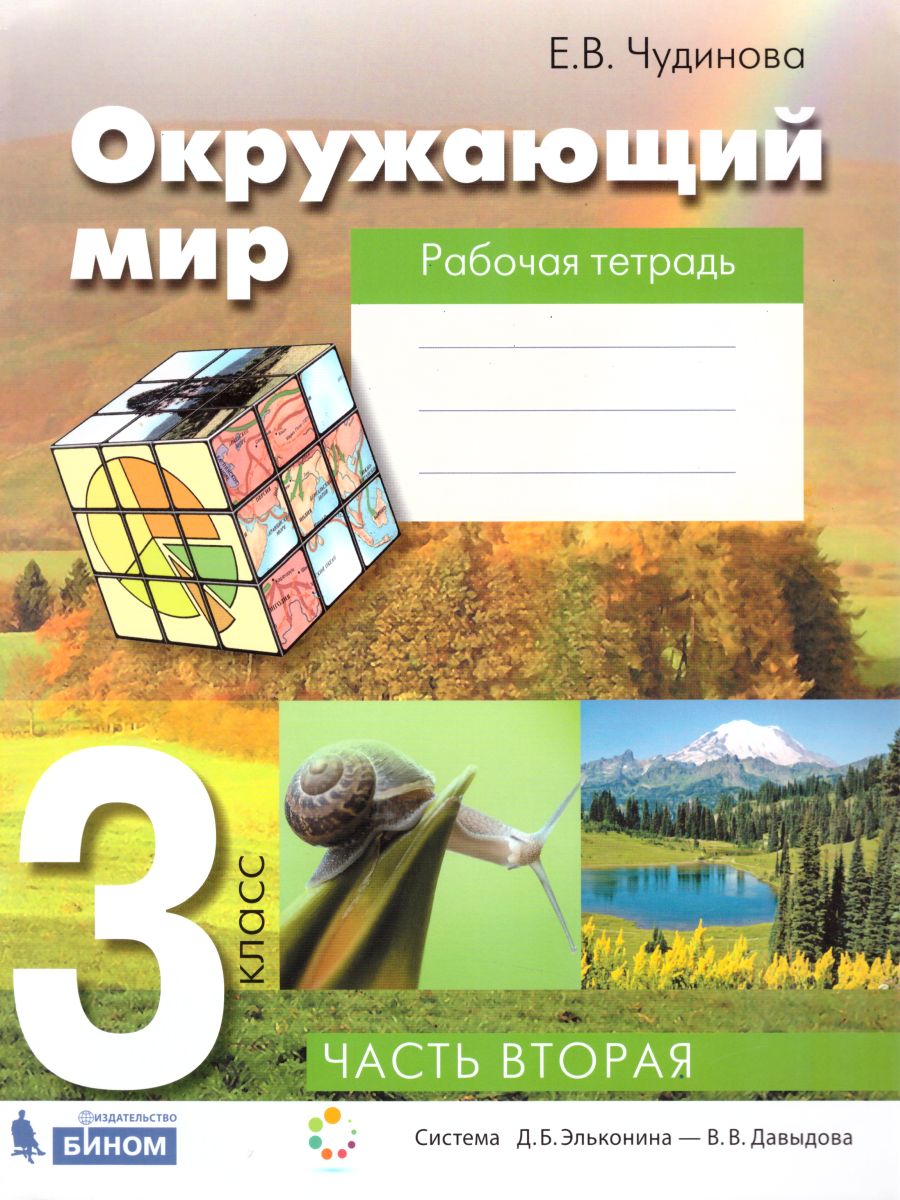 Е.В. Чудинова
Окружающий
мир
Рабочая тетрадь
3
класс
ЧАСТЬ ВТОРАЯ
ИЗДАТЕЛЬСТВО
БИНОМ
Система Д.Б.Эльконина — В.В.Давыдова